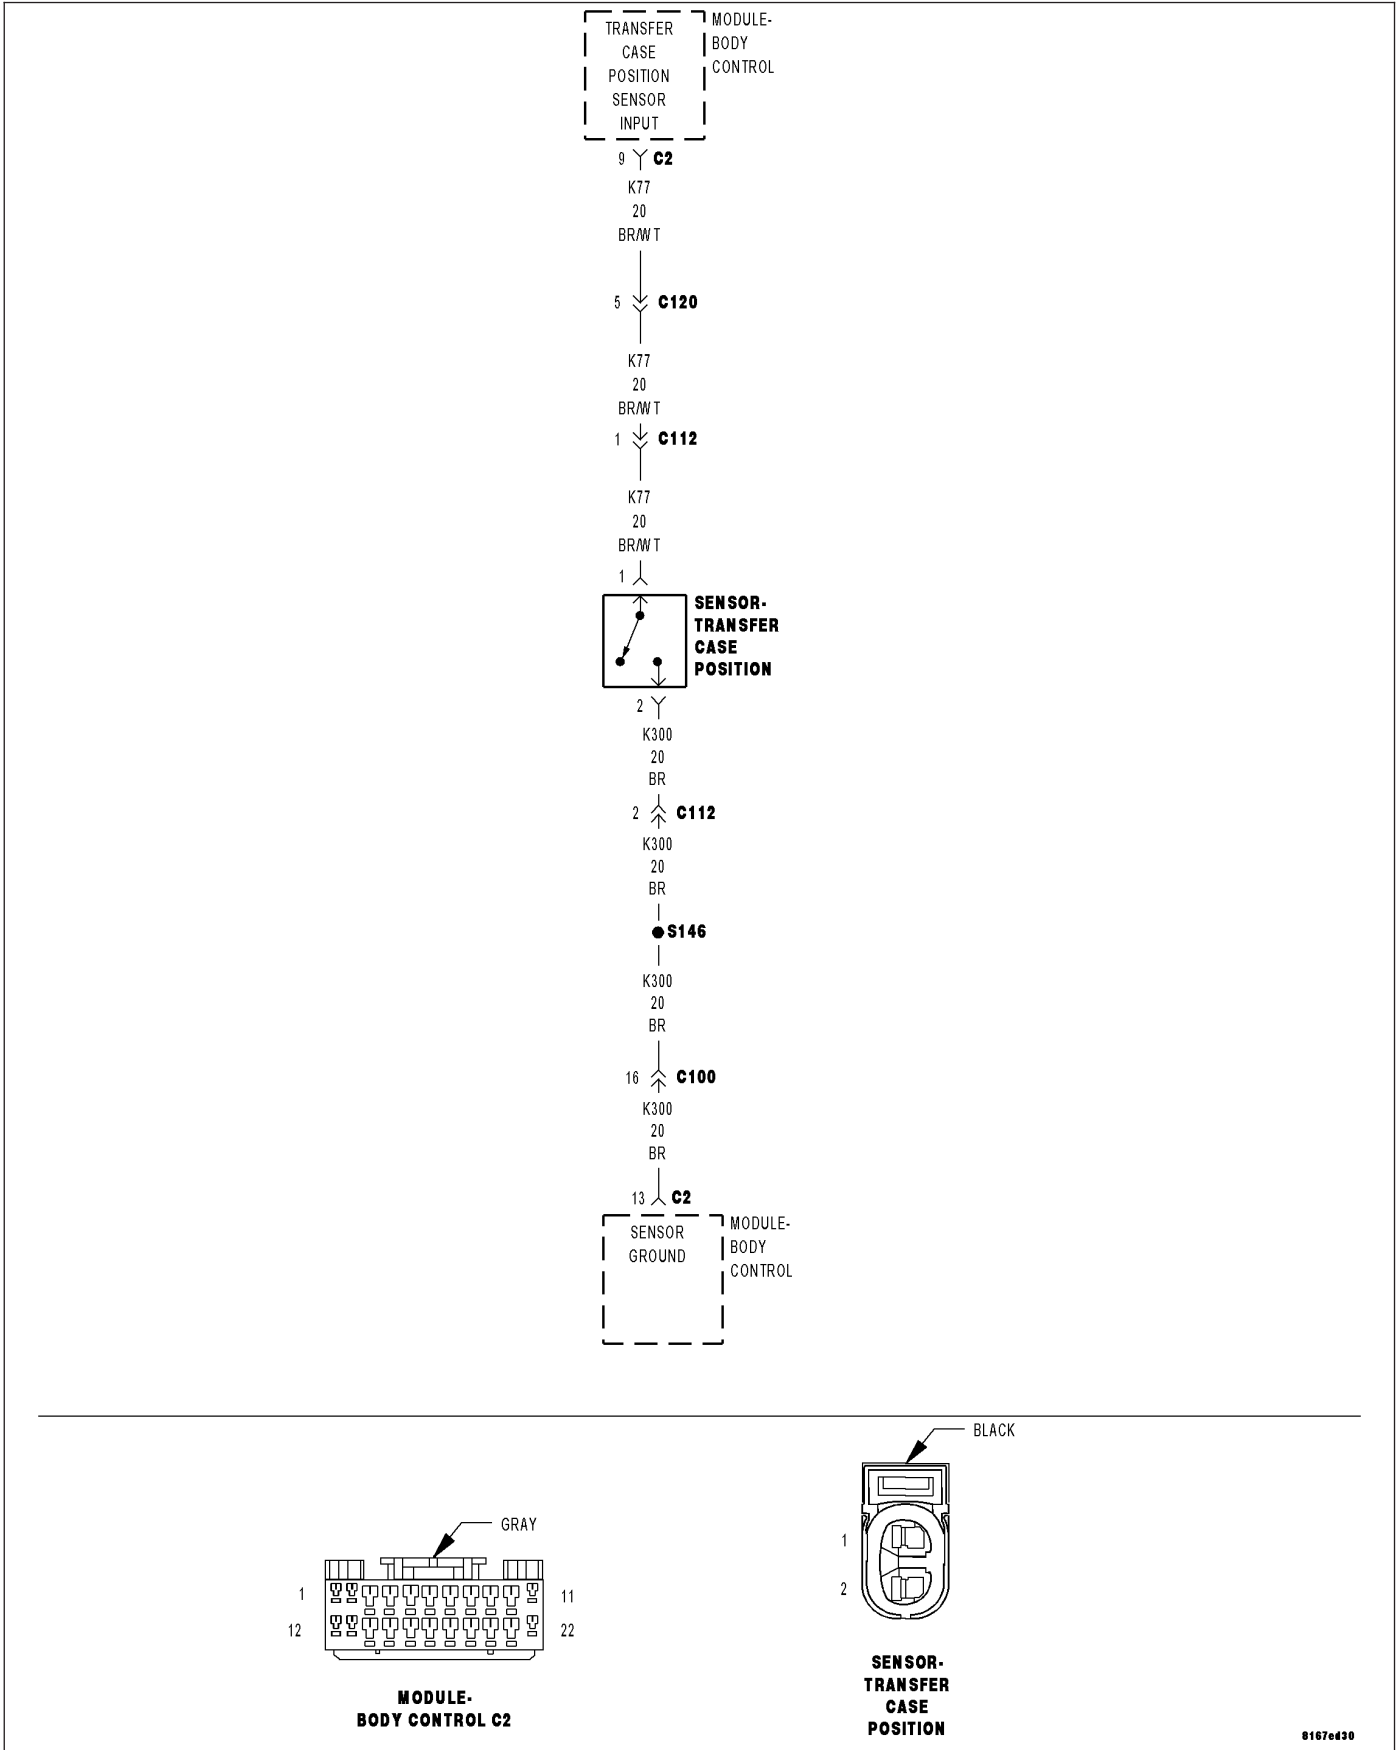 TRANSFER
CASE
POSITION
SENSOR
INPUT
MODULE-
BODY
CONTROL
9 C2
K77
20
BR/WT
5 C120
K77
20
BR/WT
1 C112
K77
20
BR/WT
1
SENSOR-
TRANSFER
CASE
POSITION
2
K300
20
BR
2 C112
K300
20
BR
S146
K300
20
BR
16 C100
K300
20
BR
13 C2
SENSOR
GROUND
MODULE-
BODY
CONTROL
GRAY
1 11
12 22
MODULE-
BODY CONTROL C2
BLACK
1
2
SENSOR-
TRANSFER
CASE
POSITION
8167ed30